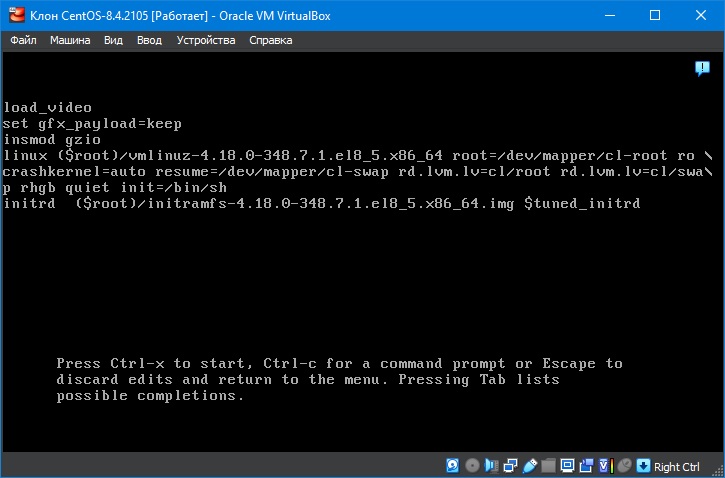 Клон CentOS-8.4.2105 [Работает] - Oracle VM VirtualBox
Файл Машина Вид Ввод Устройства Справка
load_video
set gfx_payload=keep
insmod gzio
linux ($root)/vmlinuz-4.18.0-348.7.1.el8_5.x86_64 root=/dev/mapper/cl-root ro \
crashkernel=auto resume=/dev/mapper/cl-swap rd.lvm.lv=cl/root rd.lvm.lv=cl/swa\
p rhgb quiet init=/bin/sh
initrd  ($root)/initramfs-4.18.0-348.7.1.el8_5.x86_64.img $tuned_initrd
Press Ctrl-x to start, Ctrl-c for a command prompt or Escape to
discard edits and return to the menu. Pressing Tab lists
possible completions.
Right Ctrl